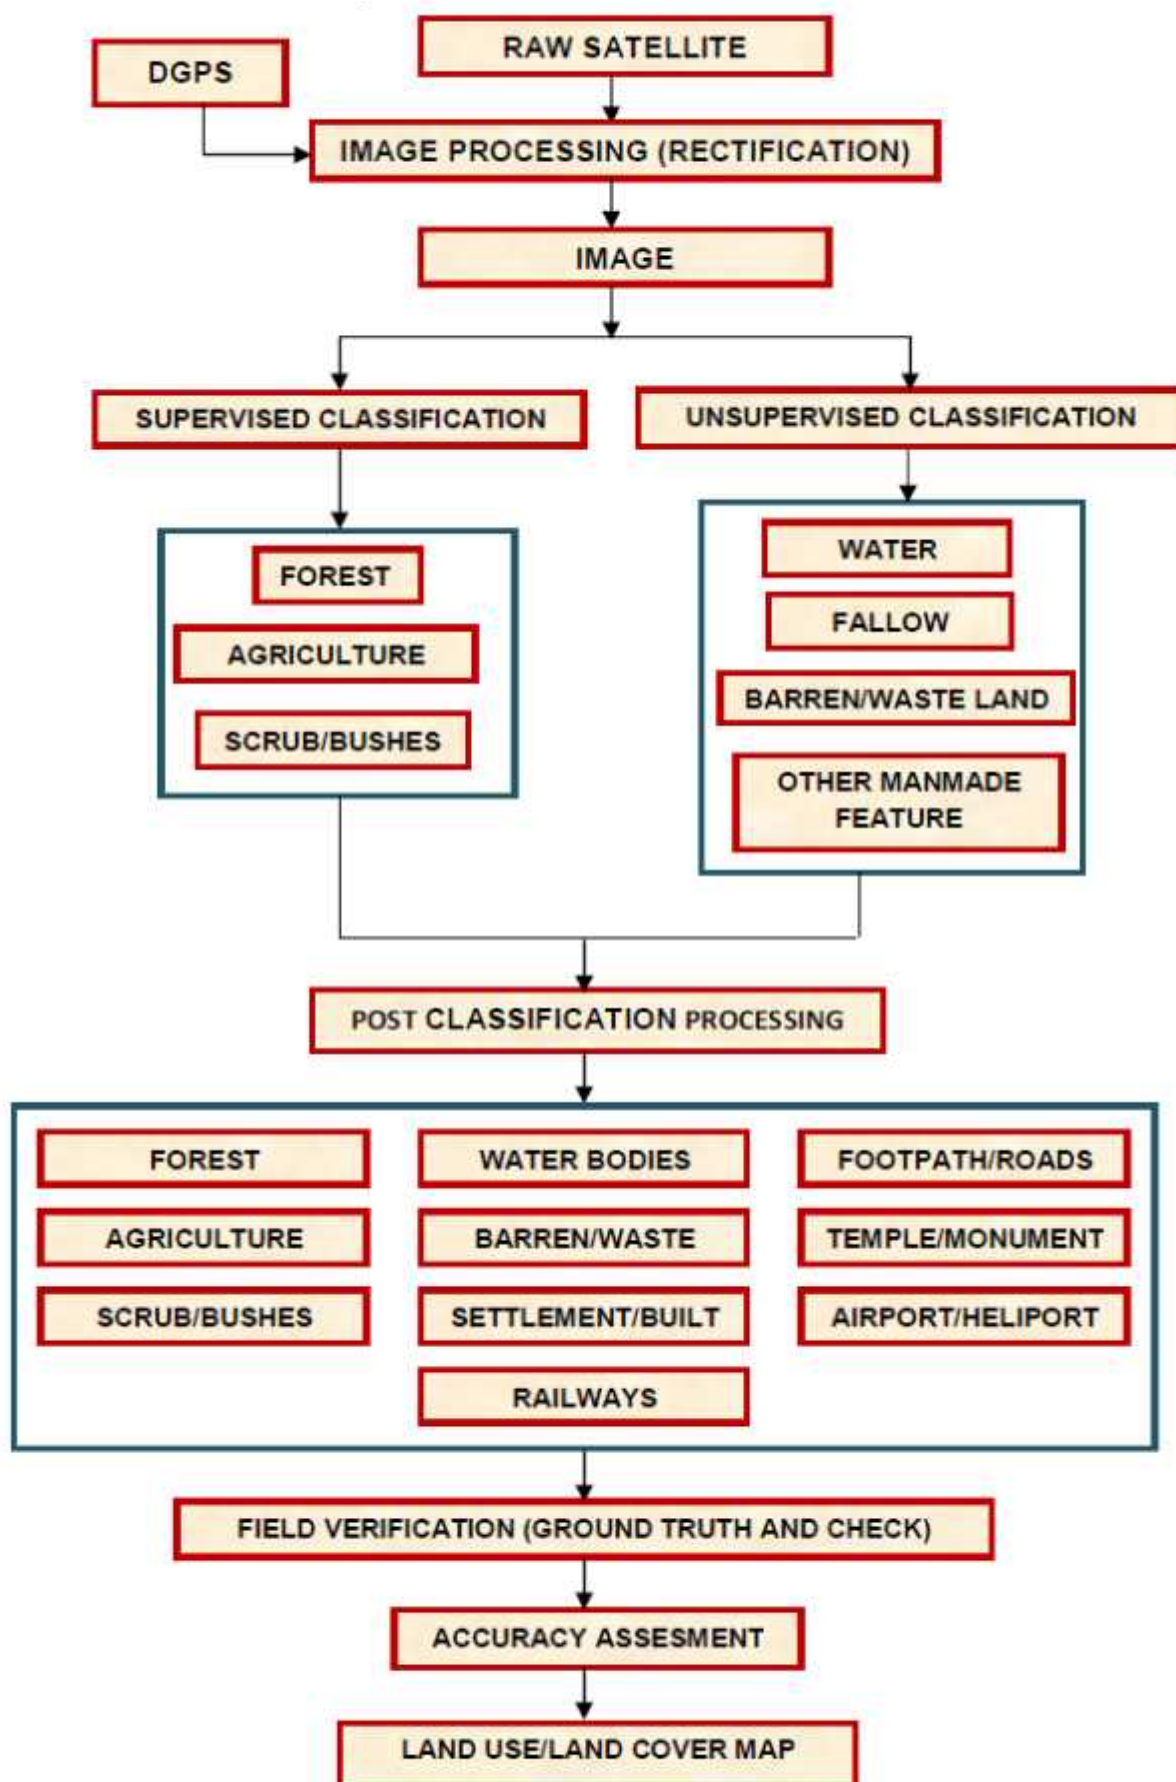 RAW SATELLITE
DGPS
IMAGE PROCESSING (RECTIFICATION)
IMAGE
SUPERVISED CLASSIFICATION
UNSUPERVISED CLASSIFICATION
FOREST
AGRICULTURE
SCRUB/BUSHES
WATER
FALLOW
BARREN/WASTE LAND
OTHER MANMADE
FEATURE
POST CLASSIFICATION PROCESSING
FOREST
WATER BODIES
FOOTPATH/ROADS
AGRICULTURE
BARREN/WASTE
TEMPLE/MONUMENT
SCRUB/BUSHES
SETTLEMENT/BUILT
AIRPORT/HELIPORT
RAILWAYS
FIELD VERIFICATION (GROUND TRUTH AND CHECK)
ACCURACY ASSESMENT
LAND USE/LAND COVER MAP